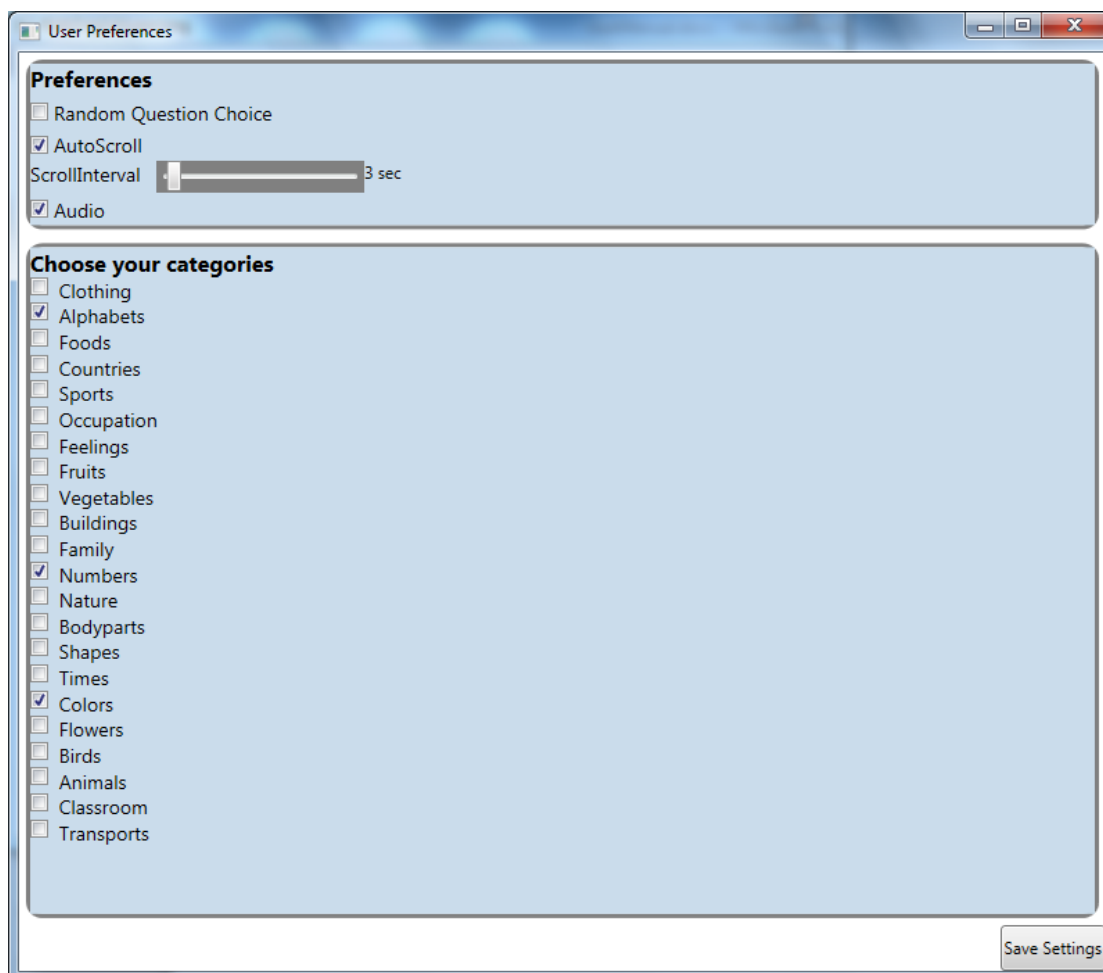 User Preferences
Preferences
Random Question Choice
AutoScroll
ScrollInterval 3 sec
Audio
Choose your categories
Clothing
Alphabets
Foods
Countries
Sports
Occupation
Feelings
Fruits
Vegetables
Buildings
Family
Numbers
Nature
Bodyparts
Shapes
Times
Colors
Flowers
Birds
Animals
Classroom
Transports
Save Settings